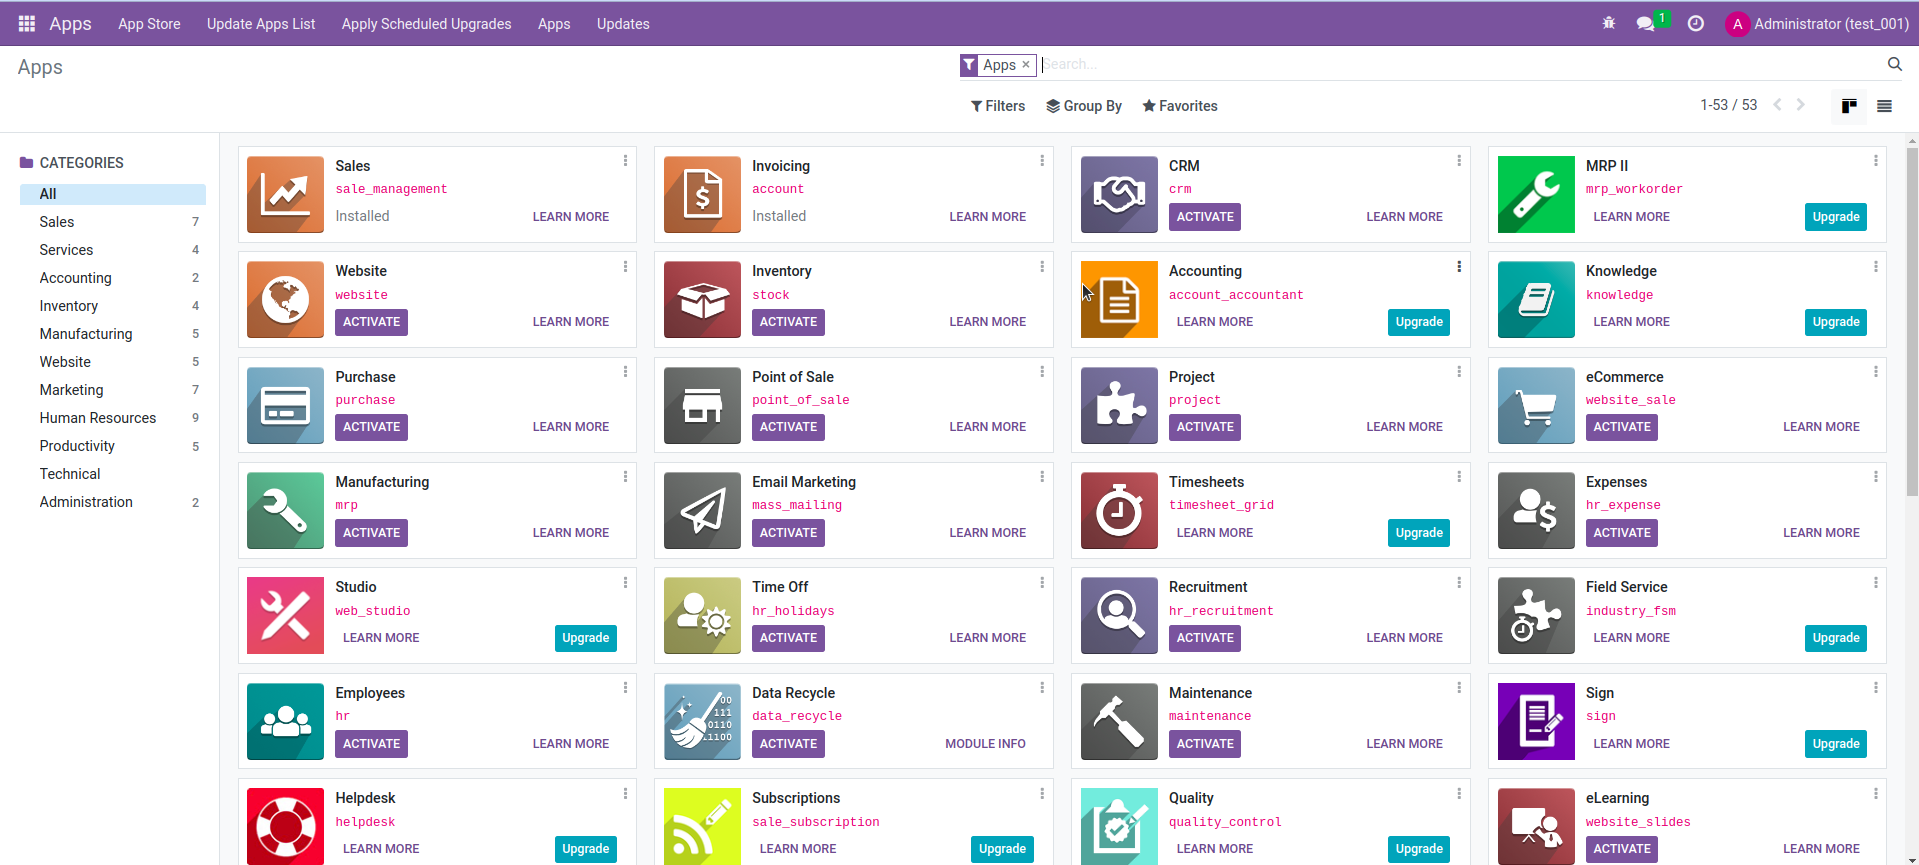 Apps App Store Update Apps List Apply Scheduled Upgrades Apps Updates 1 A Administrator (test_001)
Apps
Apps × Search...
Filters Group By Favorites 1-53 / 53
CATEGORIES
All
Sales 7
Services 4
Accounting 2
Inventory 4
Manufacturing 5
Website 5
Marketing 7
Human Resources 9
Productivity 5
Technical
Administration 2
Sales
sale_management
Installed LEARN MORE
Invoicing
account
Installed LEARN MORE
CRM
crm
ACTIVATE LEARN MORE
MRP II
mrp_workorder
LEARN MORE Upgrade
Website
website
ACTIVATE LEARN MORE
Inventory
stock
ACTIVATE LEARN MORE
Accounting
account_accountant
LEARN MORE Upgrade
Knowledge
knowledge
LEARN MORE Upgrade
Purchase
purchase
ACTIVATE LEARN MORE
Point of Sale
point_of_sale
ACTIVATE LEARN MORE
Project
project
ACTIVATE LEARN MORE
eCommerce
website_sale
ACTIVATE LEARN MORE
Manufacturing
mrp
ACTIVATE LEARN MORE
Email Marketing
mass_mailing
ACTIVATE LEARN MORE
Timesheets
timesheet_grid
LEARN MORE Upgrade
Expenses
hr_expense
ACTIVATE LEARN MORE
Studio
web_studio
LEARN MORE Upgrade
Time Off
hr_holidays
ACTIVATE LEARN MORE
Recruitment
hr_recruitment
ACTIVATE LEARN MORE
Field Service
industry_fsm
LEARN MORE Upgrade
Employees
hr
ACTIVATE LEARN MORE
00
111
0110
11100
Data Recycle
data_recycle
ACTIVATE MODULE INFO
Maintenance
maintenance
ACTIVATE LEARN MORE
Sign
sign
LEARN MORE Upgrade
Helpdesk
helpdesk
LEARN MORE Upgrade
Subscriptions
sale_subscription
LEARN MORE Upgrade
Quality
quality_control
LEARN MORE Upgrade
eLearning
website_slides
ACTIVATE LEARN MORE